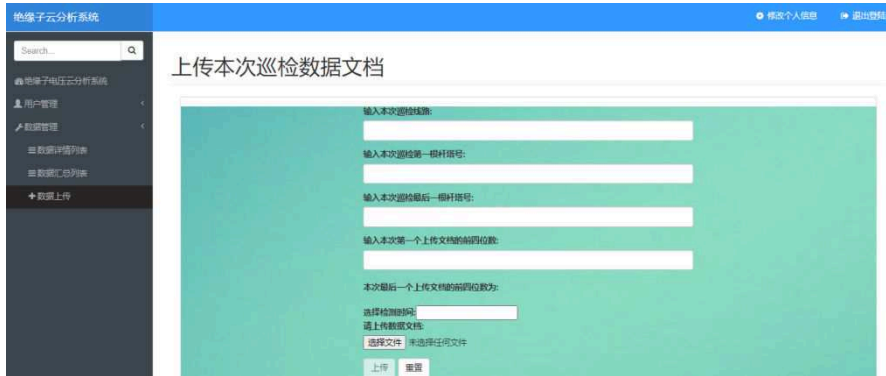 绝缘子云分析系统
修改个人信息 退出登陆
Search...
绝缘子电压云分析系统
用户管理
数据管理
数据详情列表
数据汇总列表
数据上传
上传本次巡检数据文档
输入本次巡检线路:
输入本次巡检第一根杆塔号:
输入本次巡检最后一根杆塔号:
输入本次第一个上传文档的前四位数:
本次最后一个上传文档的前四位数为:
选择检测时间:
请上传数据文档:
选择文件 未选择任何文件
上传 重置